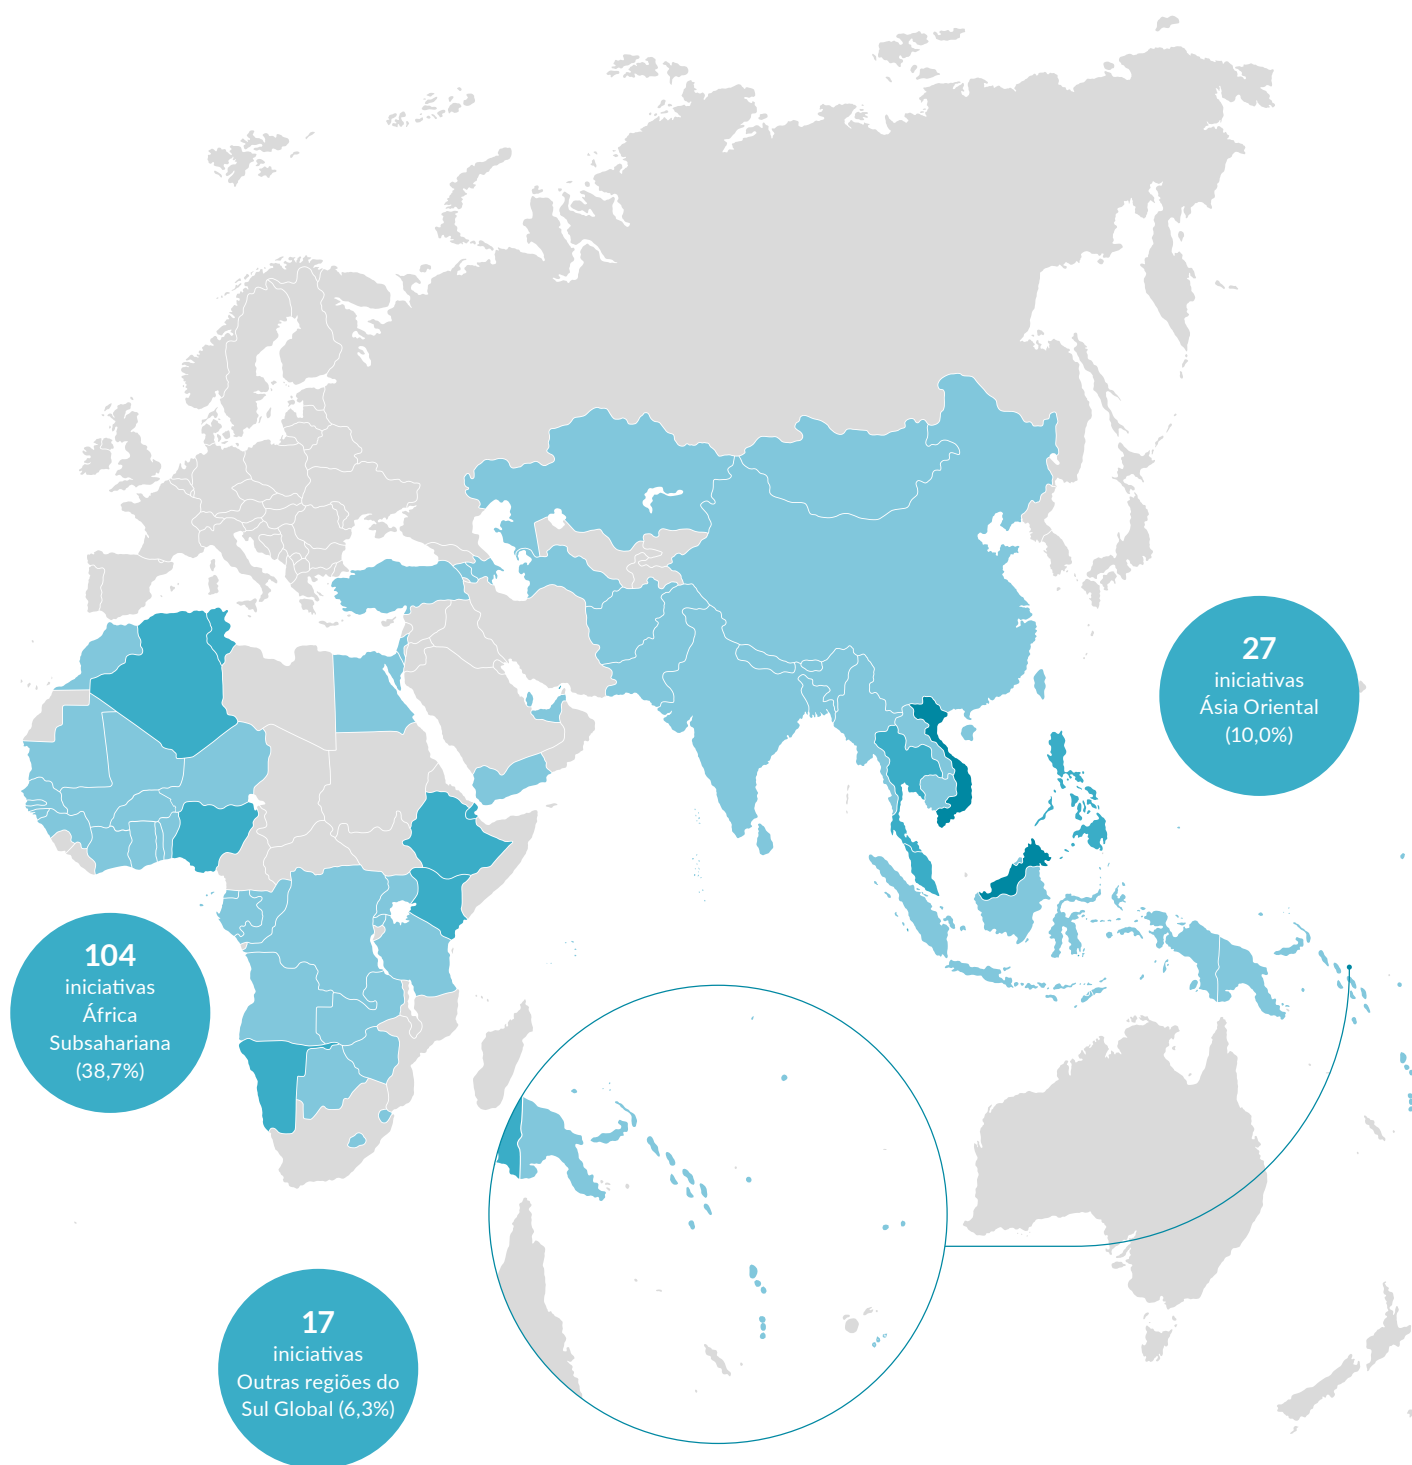 27
iniciativas
Ásia Oriental
(10,0%)
104
iniciativas
África
Subsahariana
(38,7%)
17
iniciativas
Outras regiões do
Sul Global (6,3%)